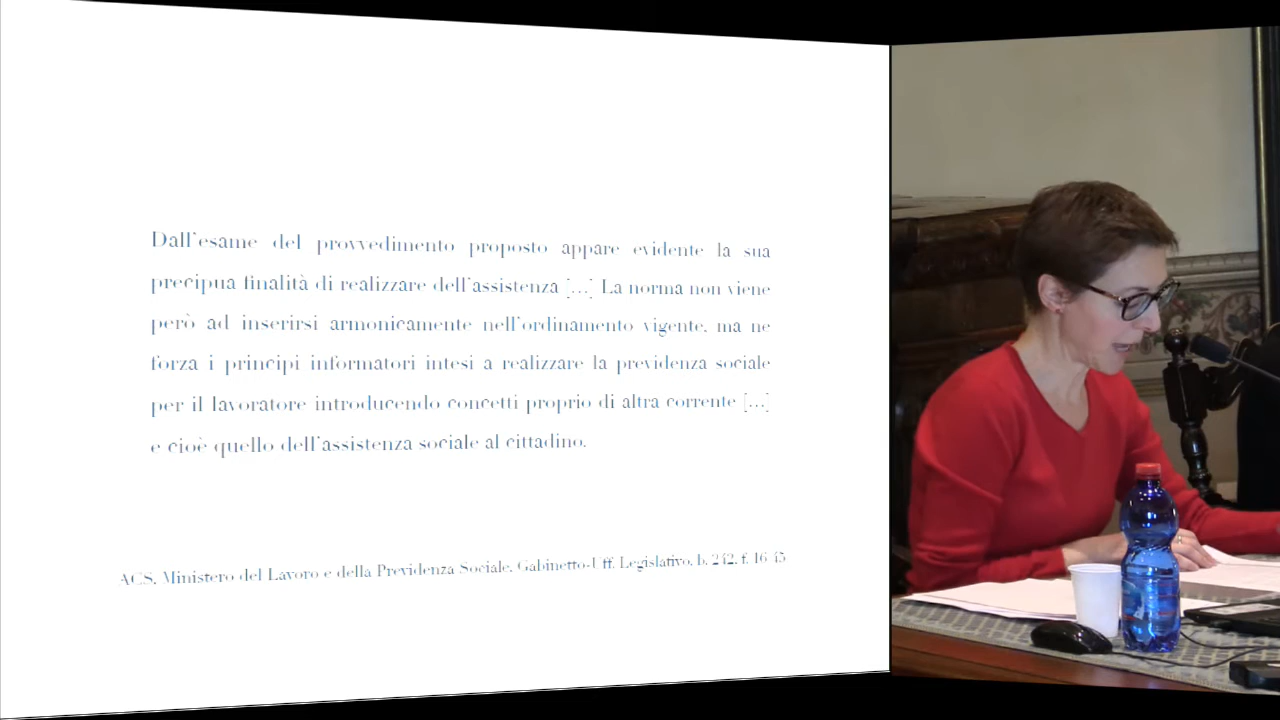 Dall'esame del provvedimento proposto appare evidente la sua
precipua finalità di realizzare dell'assistenza [...] La norma non viene
però ad inserirsi armonicamente nell'ordinamento vigente, ma ne
forza i principi informatori intesi a realizzare la previdenza sociale
per il lavoratore introducendo concetti proprio di altra corrente [...]
e cioè quello dell'assistenza sociale al cittadino.
ACS, Ministero del Lavoro e della Previdenza Sociale, Gabinetto-Uff. Legislativo, b. 242, f. 46-45